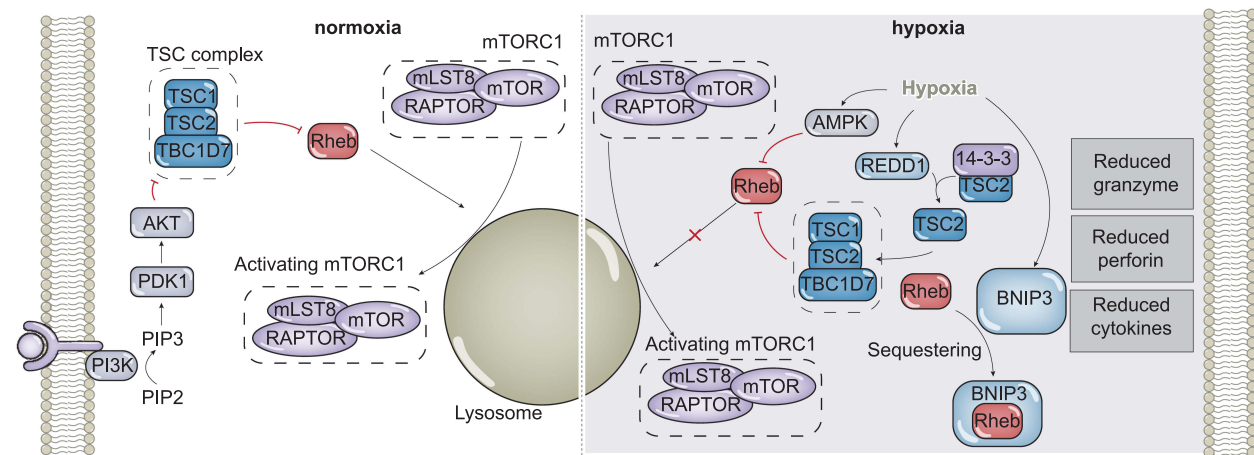 normoxia
TSC complex
TSC1
TSC2
TBC1D7
Rheb
mTORC1
mLST8
mTOR
RAPTOR
AKT
PDK1
PIP3
PI3K
PIP2
Activating mTORC1
mLST8
mTOR
RAPTOR
Lysosome
hypoxia
mTORC1
mLST8
mTOR
RAPTOR
Hypoxia
AMPK
REDD1
14-3-3
TSC2
TSC2
Rheb
TSC1
TSC2
TBC1D7
Rheb
BNIP3
Sequestering
BNIP3
Rheb
Activating mTORC1
mLST8
mTOR
RAPTOR
Reduced
granzyme
Reduced
perforin
Reduced
cytokines